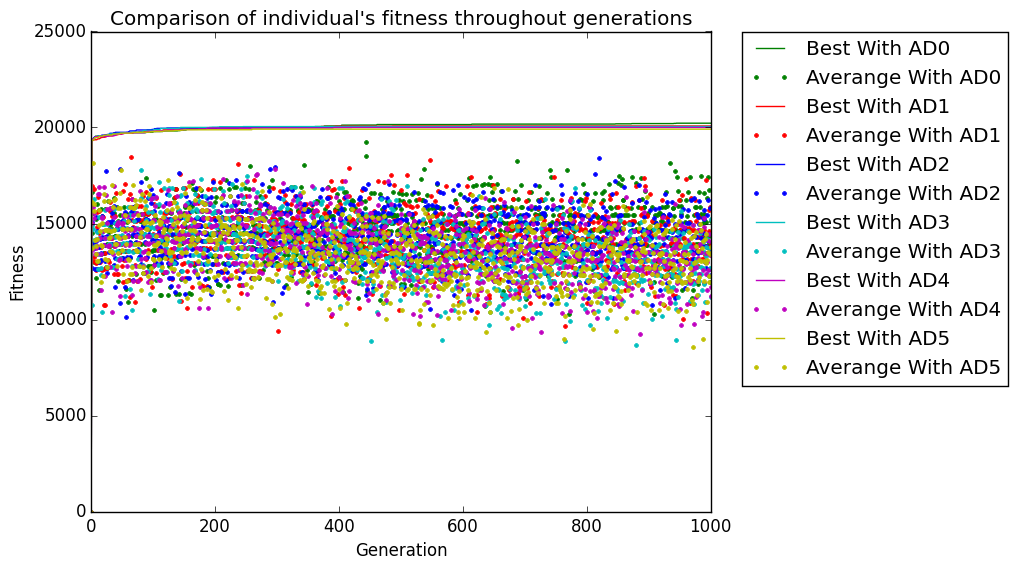 Comparison of individual's fitness throughout generations
25000
20000
15000
10000
5000
0
Fitness
0 200 400 600 800 1000
Generation
Best With AD0
Averange With AD0
Best With AD1
Averange With AD1
Best With AD2
Averange With AD2
Best With AD3
Averange With AD3
Best With AD4
Averange With AD4
Best With AD5
Averange With AD5